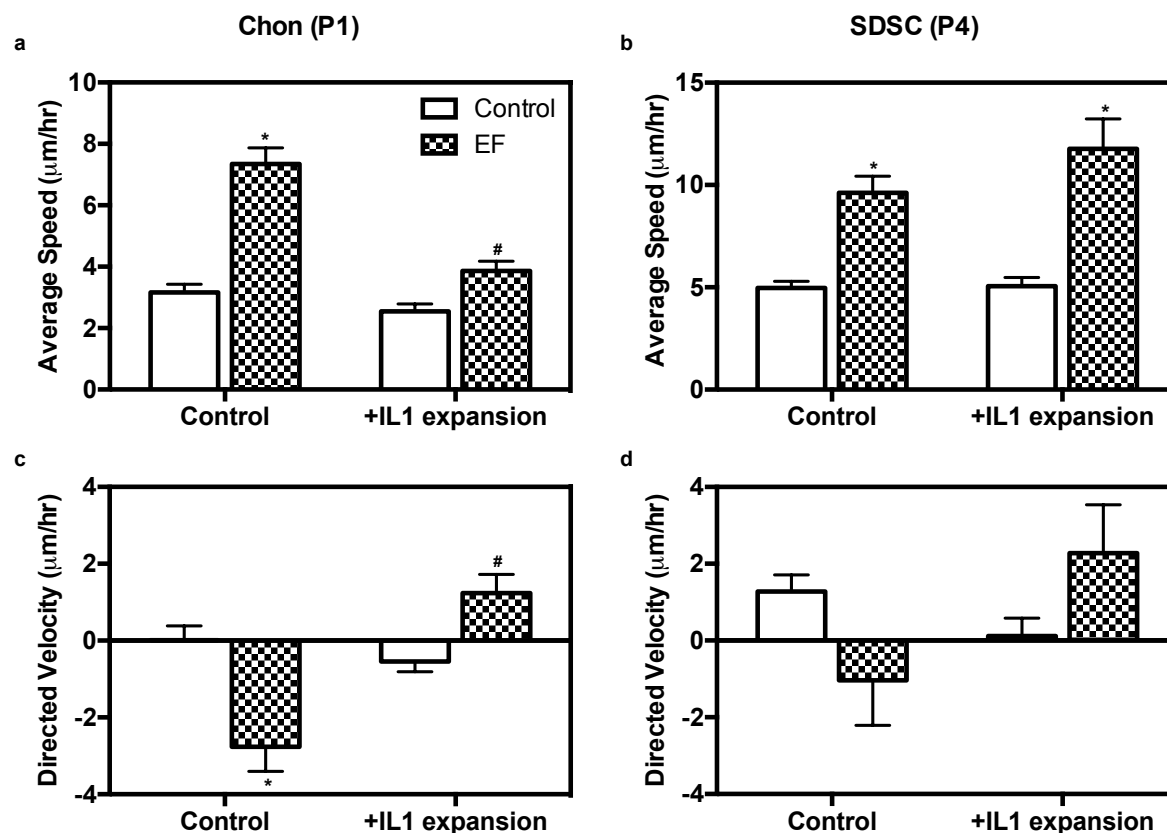 Chon (P1)
SDSC (P4)
a
b
Average Speed (μm/hr)
10
8
6
4
2
0
*
#
Control
EF
Control
+IL1 expansion
Average Speed (μm/hr)
15
10
5
0
*
*
Control
+IL1 expansion
c
d
Directed Velocity (μm/hr)
4
2
0
-2
-4
*
#
Control
+IL1 expansion
Directed Velocity (μm/hr)
4
2
0
-2
-4
Control
+IL1 expansion